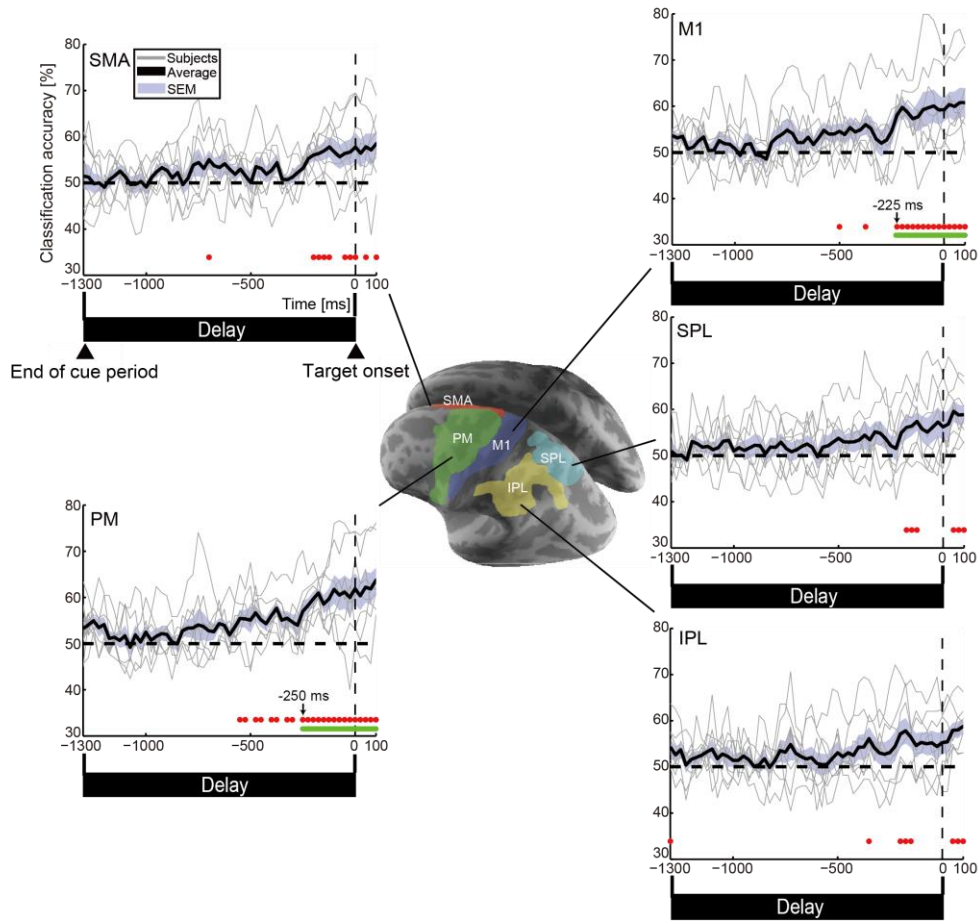 SMA
Subjects
Average
SEM
Classification accuracy [%]
80
70
60
50
40
30
−1300 −1000 −500 0 100
Time [ms]
Delay
End of cue period Target onset
M1
80
70
60
50
40
30
-225 ms
−1300 −1000 −500 0 100
Delay
SPL
80
70
60
50
40
30
−1300 −1000 −500 0 100
Delay
SMA
PM
M1
SPL
IPL
PM
80
70
60
50
40
30
-250 ms
−1300 −1000 −500 0 100
Delay
IPL
80
70
60
50
40
30
−1300 −1000 −500 0 100
Delay